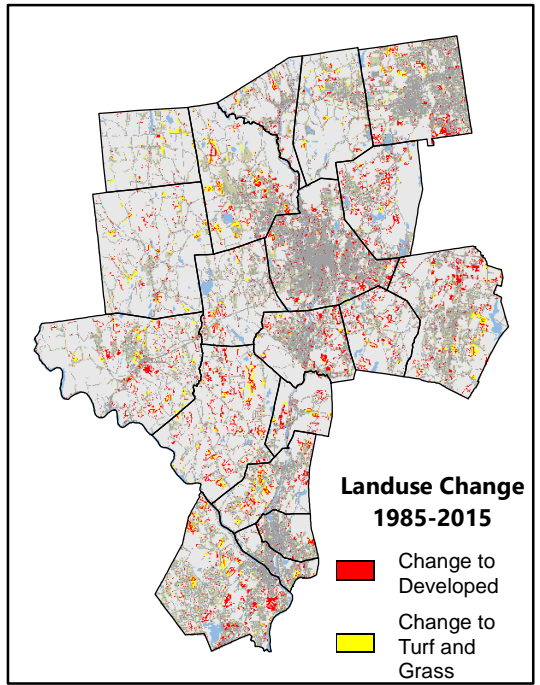 Landuse Change
1985-2015
Change to
Developed
Change to
Turf and
Grass